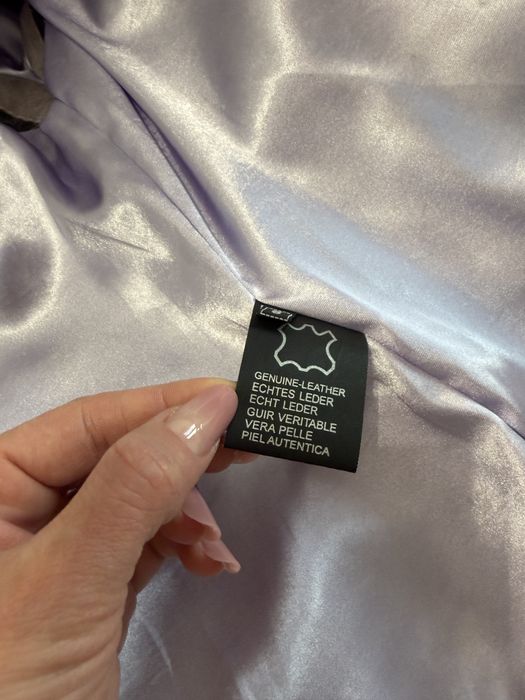 GENUINE-LEATHER
ECHTES LEDER
ECHT LEDER
GUIR VERITABLE
VERA PELLE
PIEL AUTENTICA